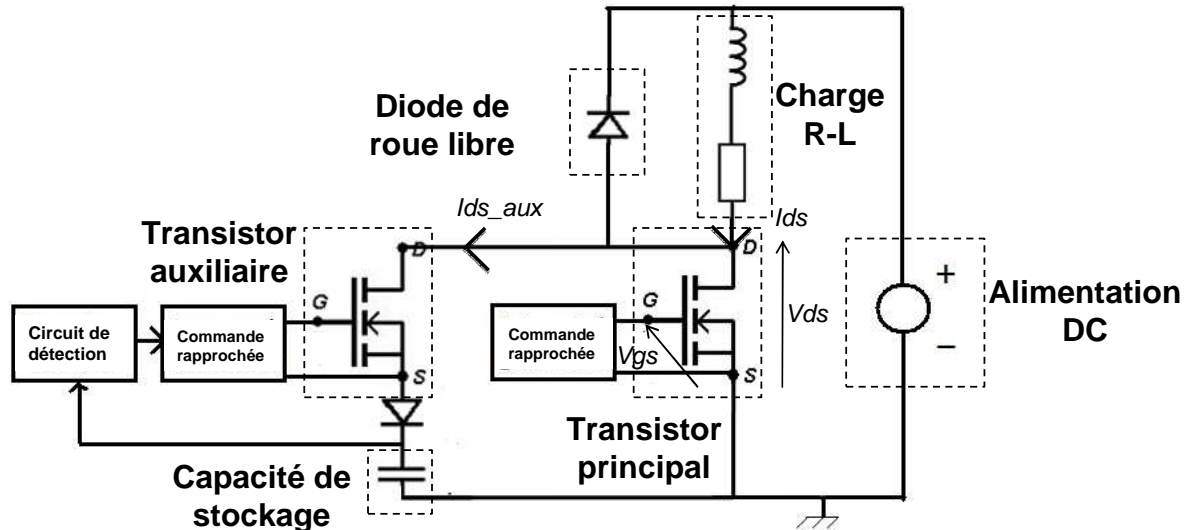 Diode de
roue libre
Charge
R-L
Ids_aux
Ids
Transistor
auxiliaire
D
D
G
G
Vds
+
−
Alimentation
DC
Circuit de
détection
Commande
rapprochée
Commande
rapprochée
Vgs
S
S
Transistor
principal
Capacité de
stockage